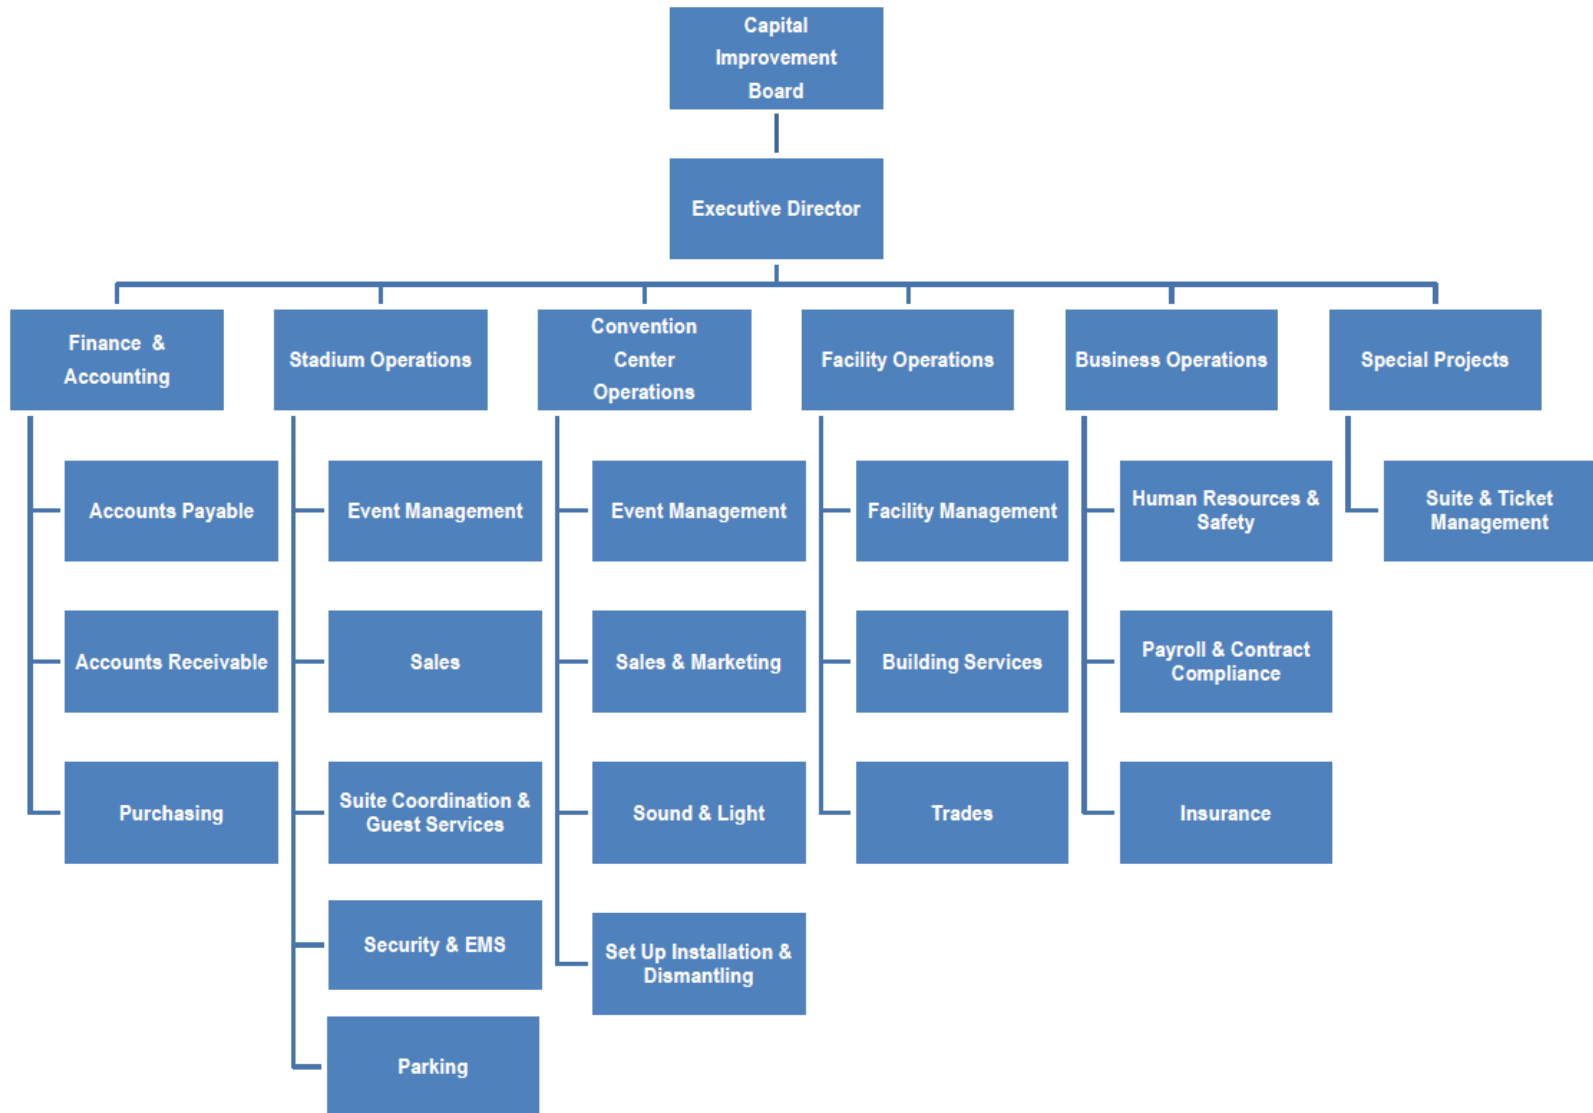 Capital
Improvement
Board
Executive Director
Finance &
Accounting
Stadium Operations
Convention
Center
Operations
Facility Operations
Business Operations
Special Projects
Accounts Payable
Event Management
Event Management
Facility Management
Human Resources &
Safety
Suite & Ticket
Management
Accounts Receivable
Sales
Sales & Marketing
Building Services
Payroll & Contract
Compliance
Purchasing
Suite Coordination &
Guest Services
Sound & Light
Trades
Insurance
Security & EMS
Set Up Installation &
Dismantling
Parking